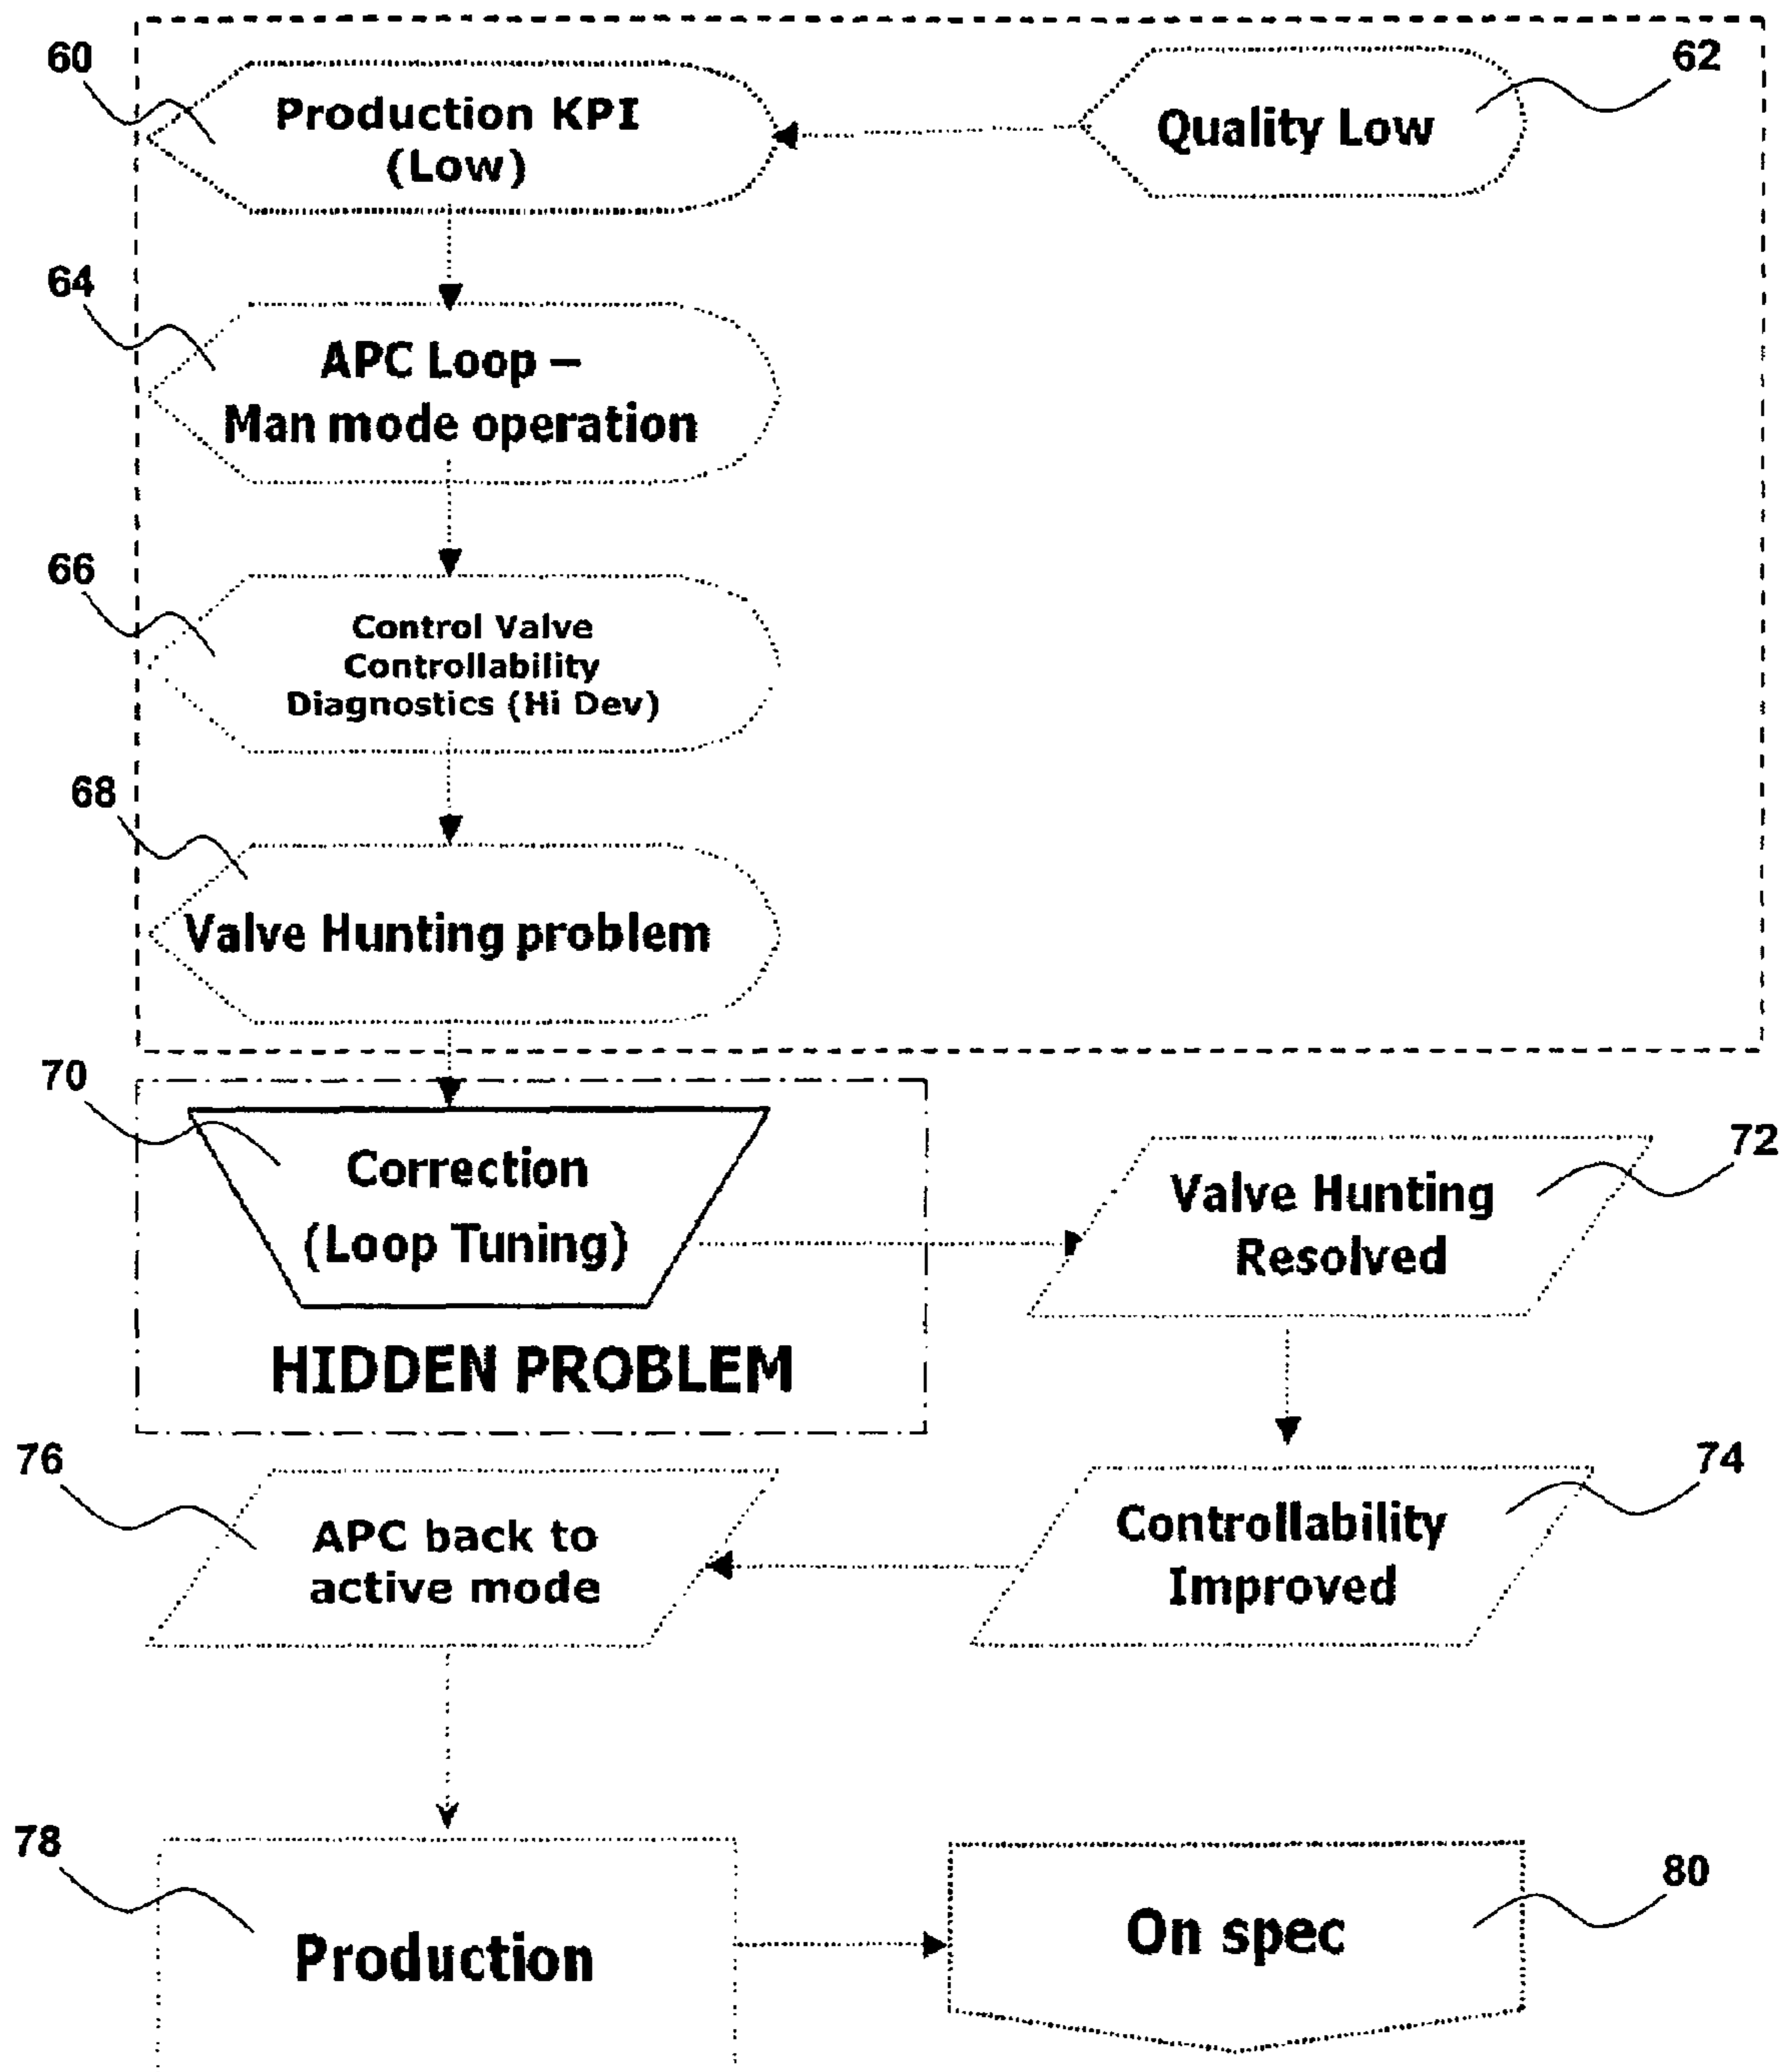 60
Production KPI
(Low)
62
Quality Low
64
APC Loop –
Man mode operation
66
Control Valve
Controllability
Diagnostics (Hi Dev)
68
Valve Hunting problem
70
Correction
(Loop Tuning)
HIDDEN PROBLEM
72
Valve Hunting
Resolved
76
APC back to
active mode
74
Controllability
Improved
78
Production
80
On spec